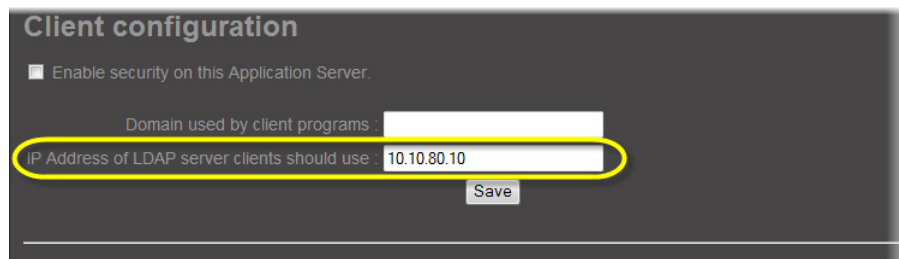 Client configuration
Enable security on this Application Server.
Domain used by client programs :
IP Address of LDAP server clients should use : 10.10.80.10
Save